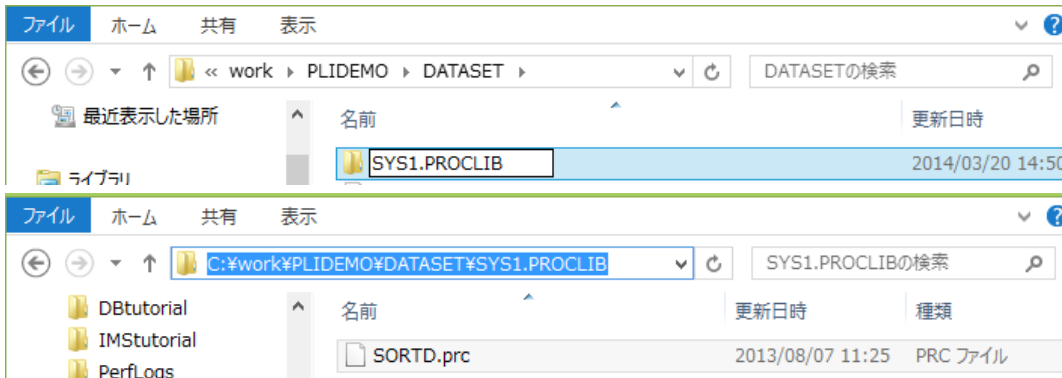 ファイル ホーム 共有 表示
« work PLIDEMO DATASET DATASETの検索
最近表示した場所 名前 更新日時
SYS1.PROCLIB 2014/03/20 14:50
ライブラリ
ファイル ホーム 共有 表示
C:¥work¥PLIDEMO¥DATASET¥SYS1.PROCLIB SYS1.PROCLIBの検索
DBtutorial 名前 更新日時 種類
IMStutorial
SORTD.prc 2013/08/07 11:25 PRC ファイル
PerfLogs